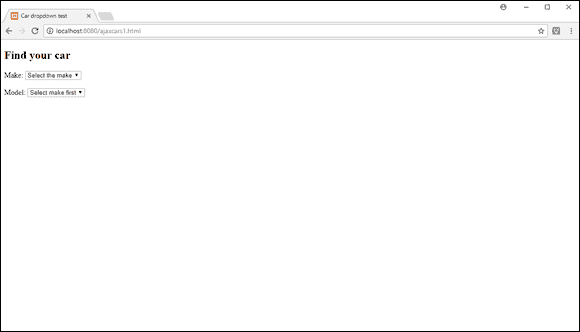 Car dropdown test
localhost:8080/ajaxcars1.html
Find your car
Make: Select the make
Model: Select make first